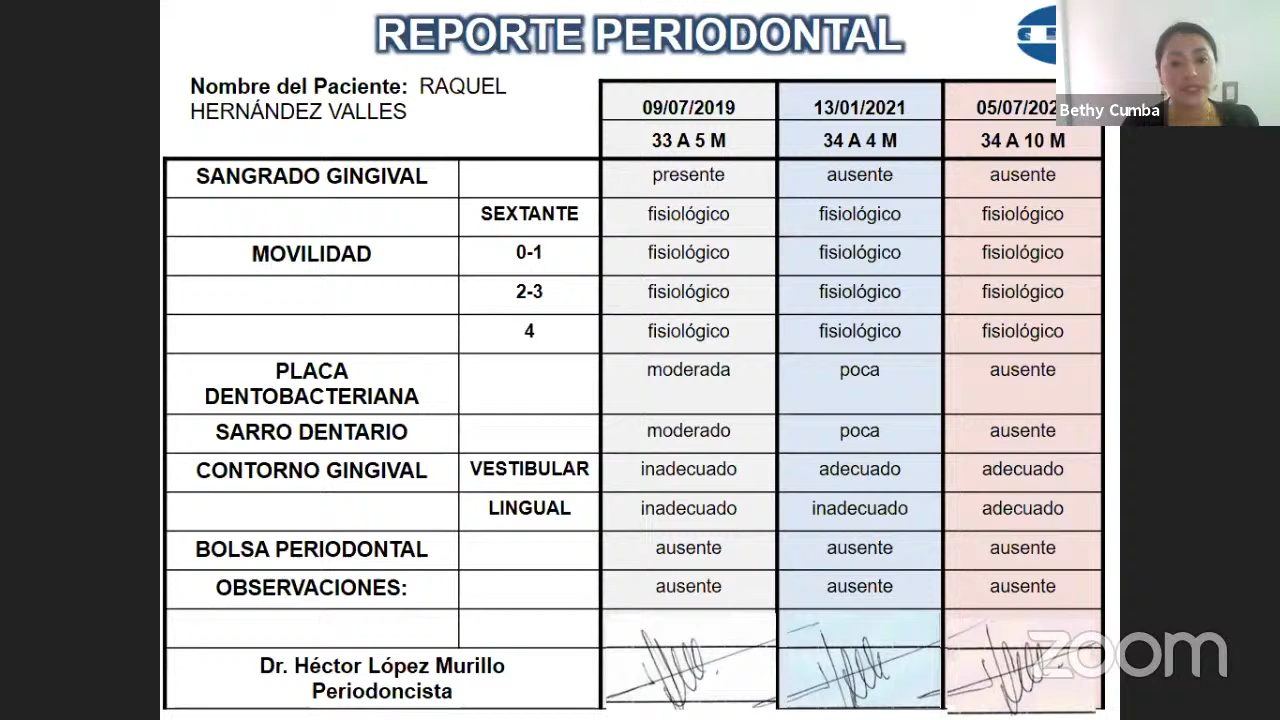 REPORTE PERIODONTAL
Nombre del Paciente: RAQUEL
HERNÁNDEZ VALLES
09/07/2019 13/01/2021
33 A 5 M 34 A 4 M 34 A 10 M
Bethy Cumba
SANGRADO GINGIVAL presente ausente ausente
SEXTANTE fisiológico fisiológico fisiológico
MOVILIDAD 0-1 fisiológico fisiológico fisiológico
2-3 fisiológico fisiológico fisiológico
4 fisiológico fisiológico fisiológico
PLACA
DENTOBACTERIANA moderada poca ausente
SARRO DENTARIO moderado poca ausente
CONTORNO GINGIVAL VESTIBULAR inadecuado adecuado adecuado
LINGUAL inadecuado inadecuado adecuado
BOLSA PERIODONTAL ausente ausente ausente
OBSERVACIONES: ausente ausente ausente
Dr. Héctor López Murillo
Periodoncista
zoom